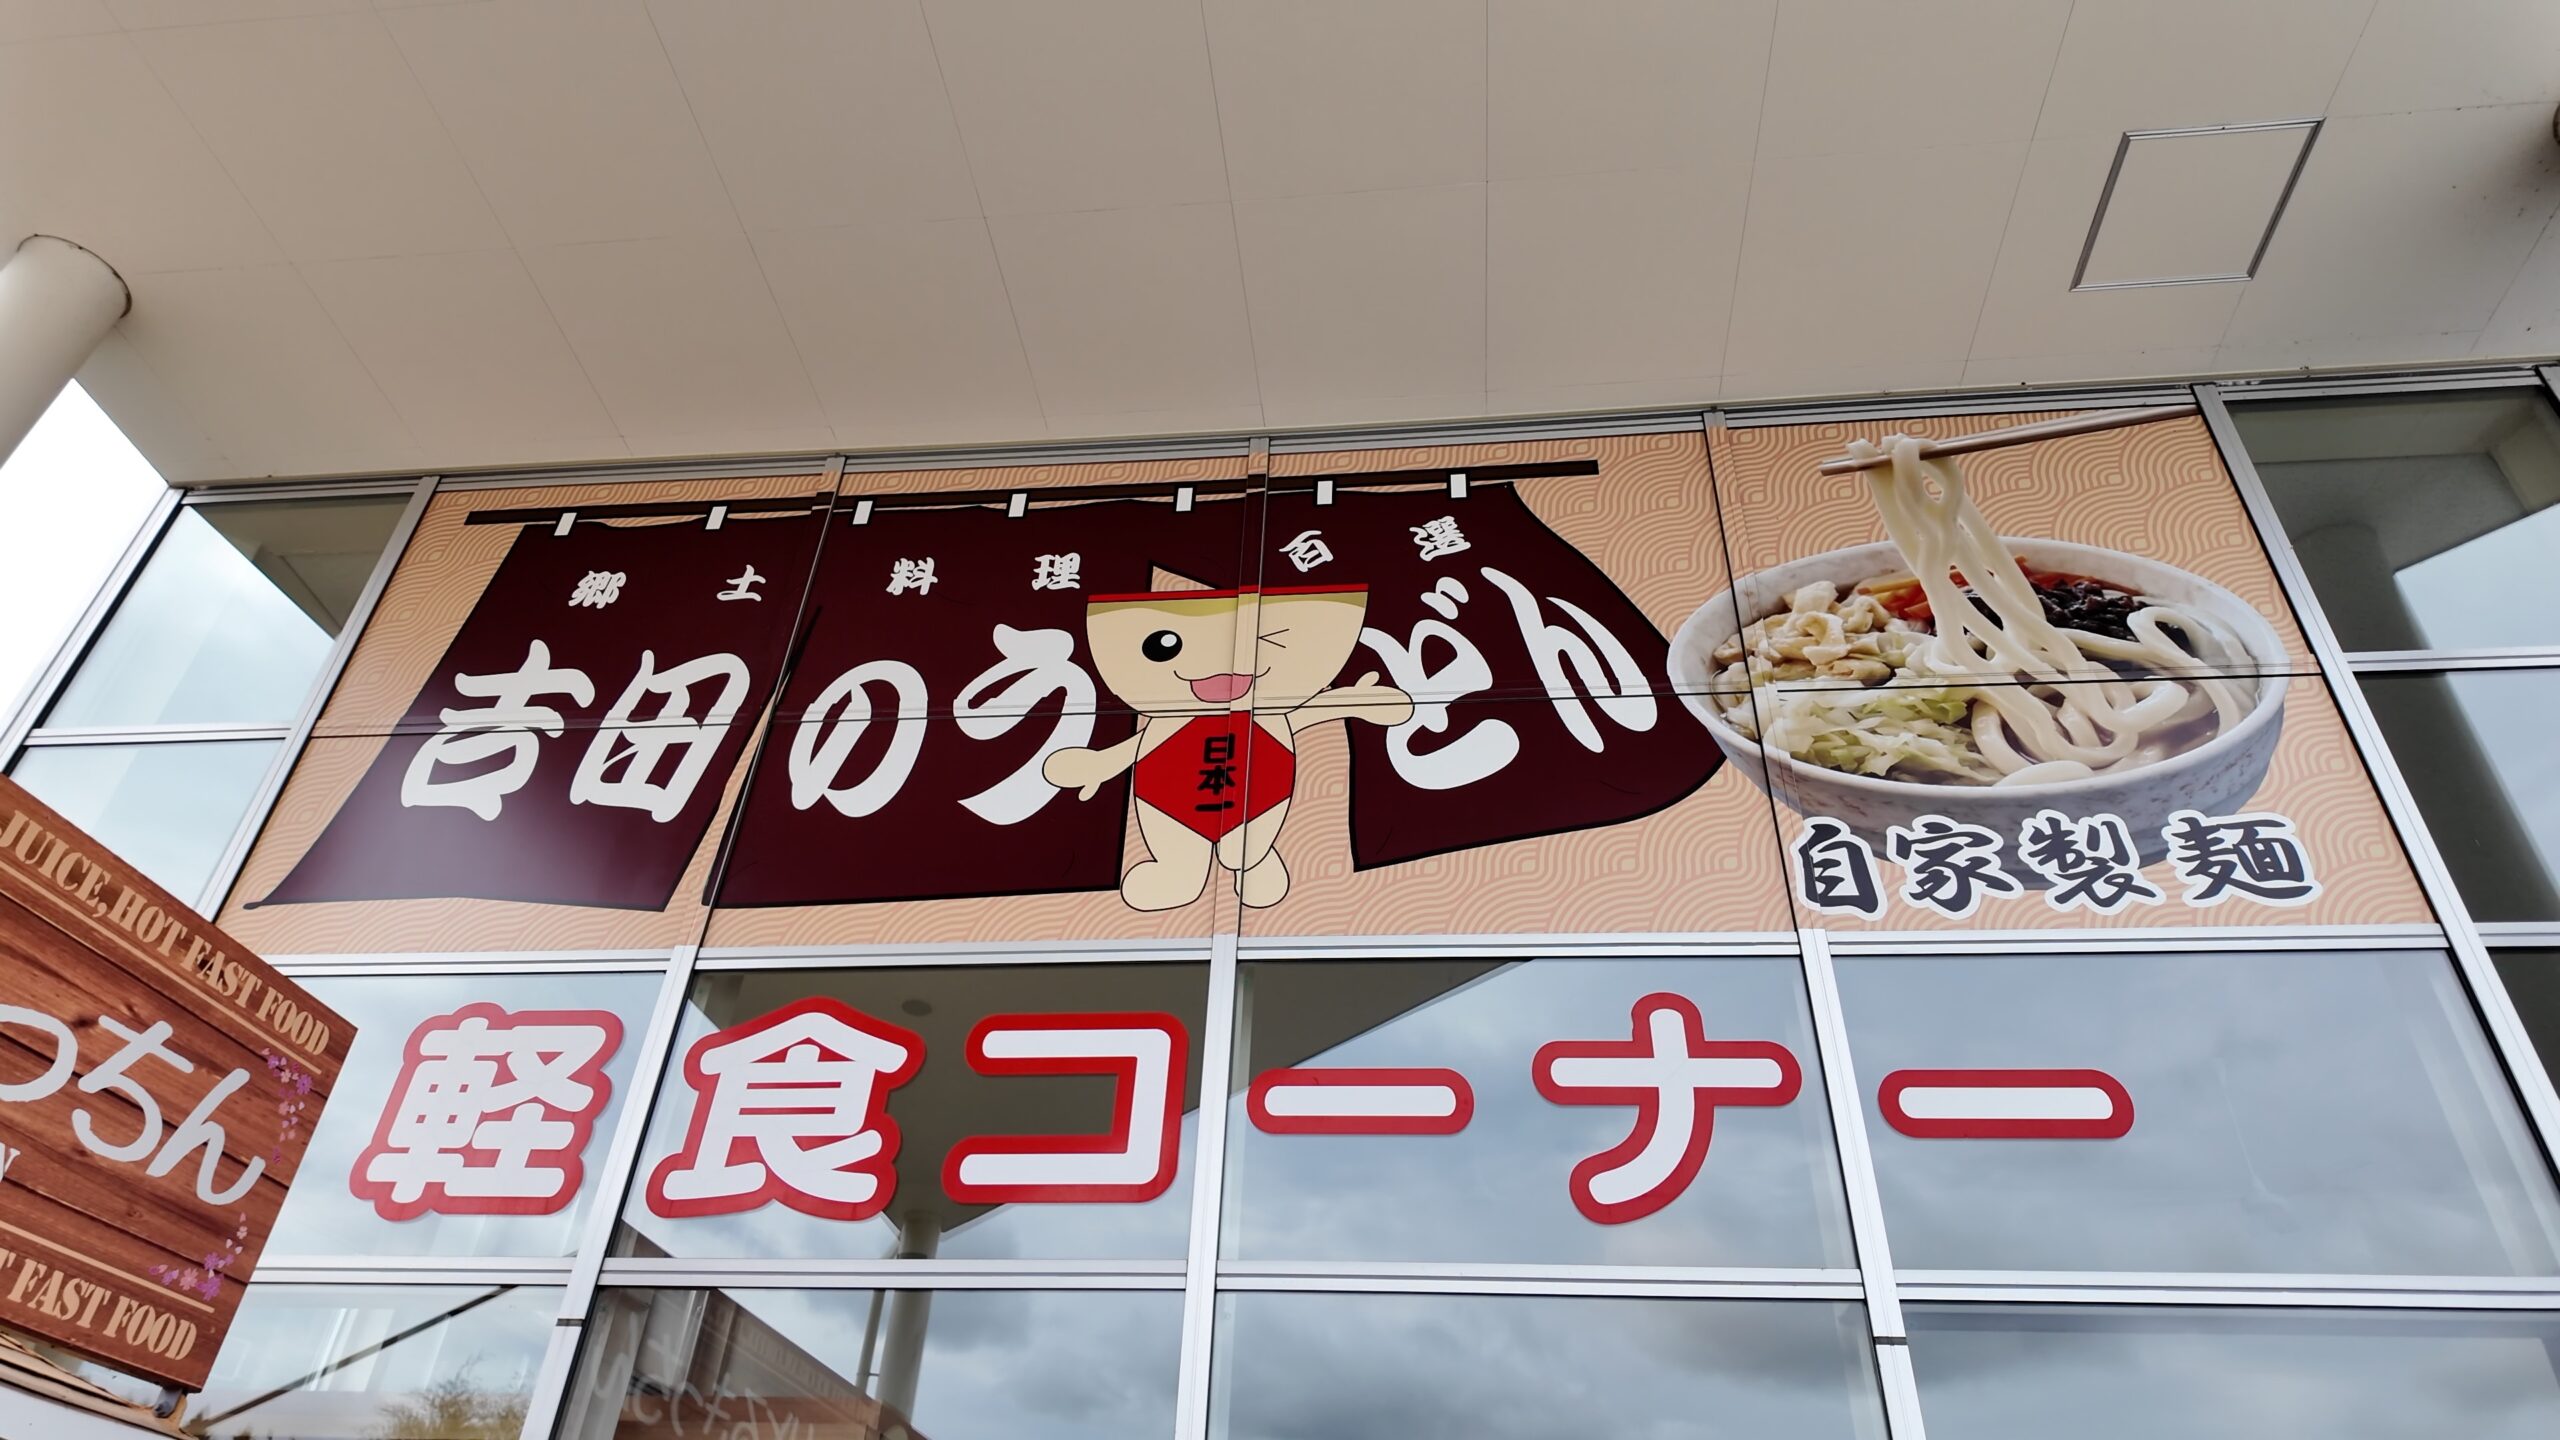 郷土料理百選
吉田のうどん
日本一
自家製麺
軽食コーナー
JUICE, HOT FAST FOOD
っちん
FAST FOOD